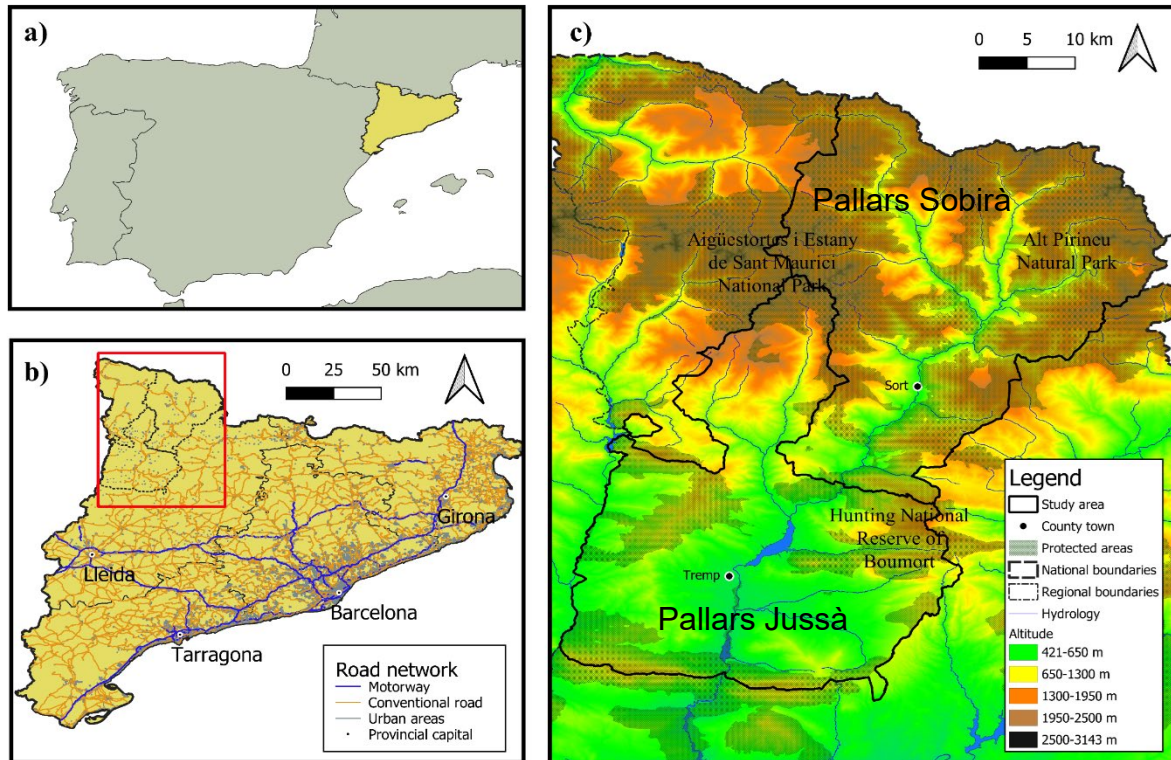 a)
b)
0 25 50 km
Girona
Lleida
Barcelona
Tarragona
Road network
Motorway
Conventional road
Urban areas
Provincial capital
c)
0 5 10 km
Pallars Sobirà
Aigüestortes i Estany
de Sant Maurici
National Park
Alt Pirineu
Natural Park
Sort
Hunting National
Reserve of
Boumort
Tremp
Pallars Jussà
Legend
Study area
County town
Protected areas
National boundaries
Regional boundaries
Hydrology
Altitude
421-650 m
650-1300 m
1300-1950 m
1950-2500 m
2500-3143 m